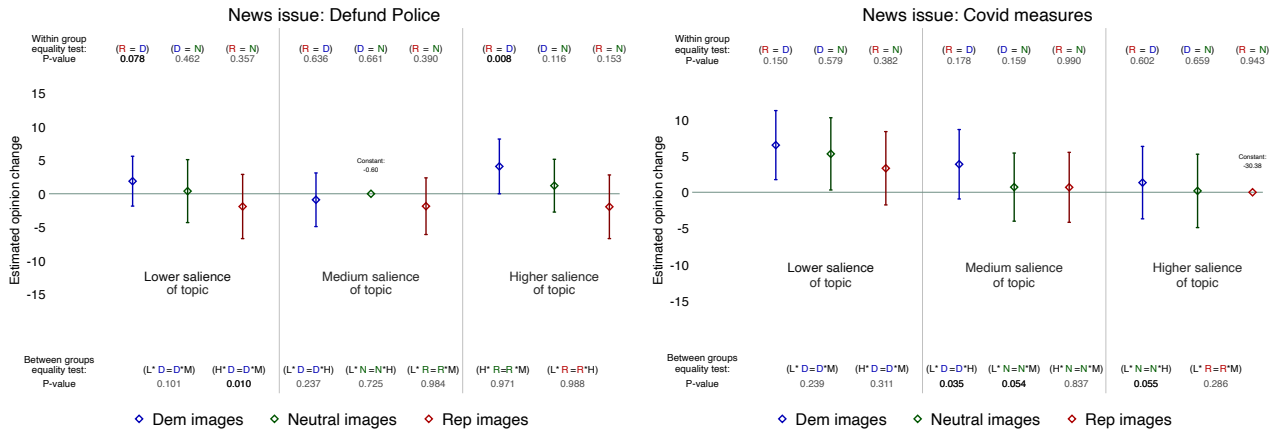 News issue: Defund Police
Within group
equality test:
P-value
(R = D) (D = N) (R = N) (R = D) (D = N) (R = N) (R = D) (D = N) (R = N)
0.078 0.462 0.357 0.636 0.661 0.390 0.008 0.116 0.153
Estimated opinion change
15
10
5
0
-5
-10
-15
Constant:
-0.60
Lower salience
of topic
Medium salience
of topic
Higher salience
of topic
Between groups
equality test:
P-value
(L* D=D*M) (H* D=D*M) (L* D=D*H) (L* N=N*H) (L* R=R*M) (H* R=R*M) (L* R=R*H)
0.101 0.010 0.237 0.725 0.984 0.971 0.988
Dem images Neutral images Rep images
News issue: Covid measures
Within group
equality test:
P-value
(R = D) (D = N) (R = N) (R = D) (D = N) (R = N) (R = D) (D = N) (R = N)
0.150 0.579 0.382 0.178 0.159 0.990 0.602 0.659 0.943
Estimated opinion change
10
5
0
-5
-10
-15
Constant:
-30.38
Lower salience
of topic
Medium salience
of topic
Higher salience
of topic
Between groups
equality test:
P-value
(L* D=D*M) (H* D=D*M) (L* D=D*H) (L* N=N*M) (H* N=N*M) (L* N=N*H) (L* R=R*M)
0.239 0.311 0.035 0.054 0.837 0.055 0.286
Dem images Neutral images Rep images